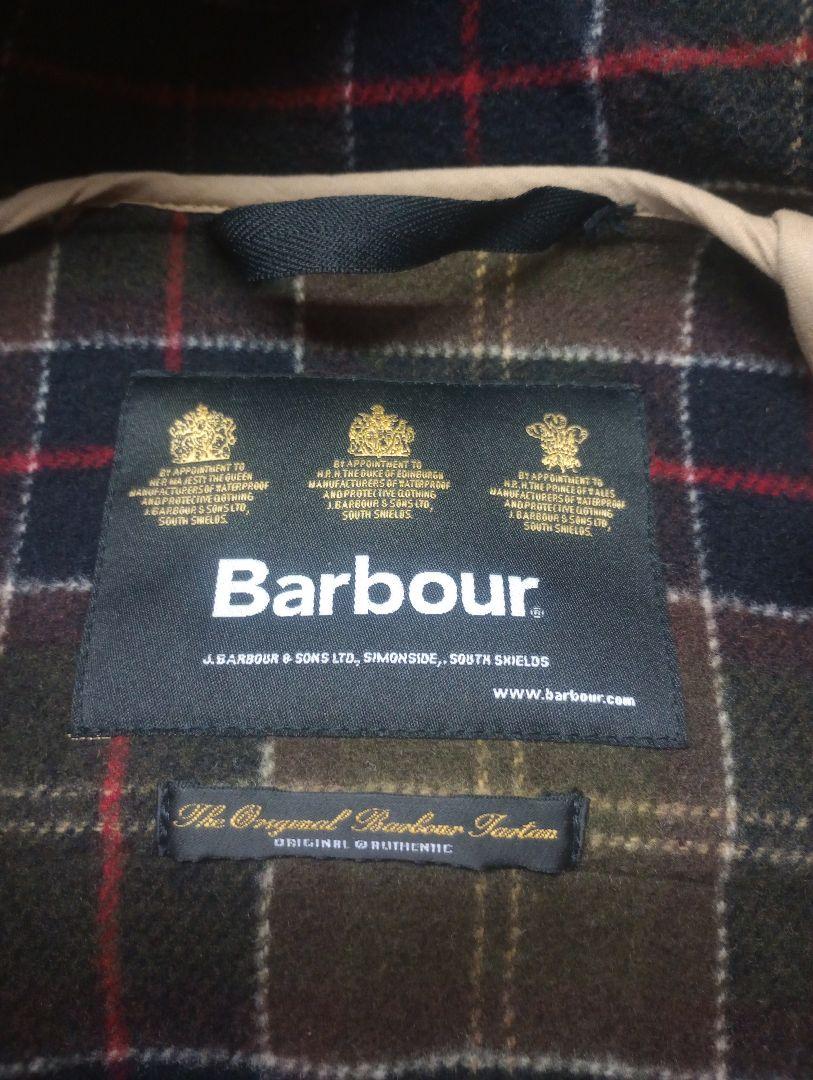 BY APPOINTMENT TO
HER MAJESTY THE QUEEN
MANUFACTURERS OF WATERPROOF
AND PROTECTIVE CLOTHING
J.BARBOUR & SONS LTD,
SOUTH SHIELDS.
BY APPOINTMENT TO
H.R.H. THE DUKE OF EDINBURGH
MANUFACTURERS OF WATERPROOF
AND PROTECTIVE CLOTHING
J.BARBOUR & SONS LTD,
SOUTH SHIELDS.
BY APPOINTMENT TO
H.R.H. THE PRINCE OF WALES
MANUFACTURERS OF WATERPROOF
AND PROTECTIVE CLOTHING
J.BARBOUR & SONS LTD,
SOUTH SHIELDS.
Barbour®
J.BARBOUR & SONS LTD., SIMONSIDE,. SOUTH SHIELDS
www.barbour.com
The Original Barbour Tartan
ORIGINAL @ AUTHENTIC